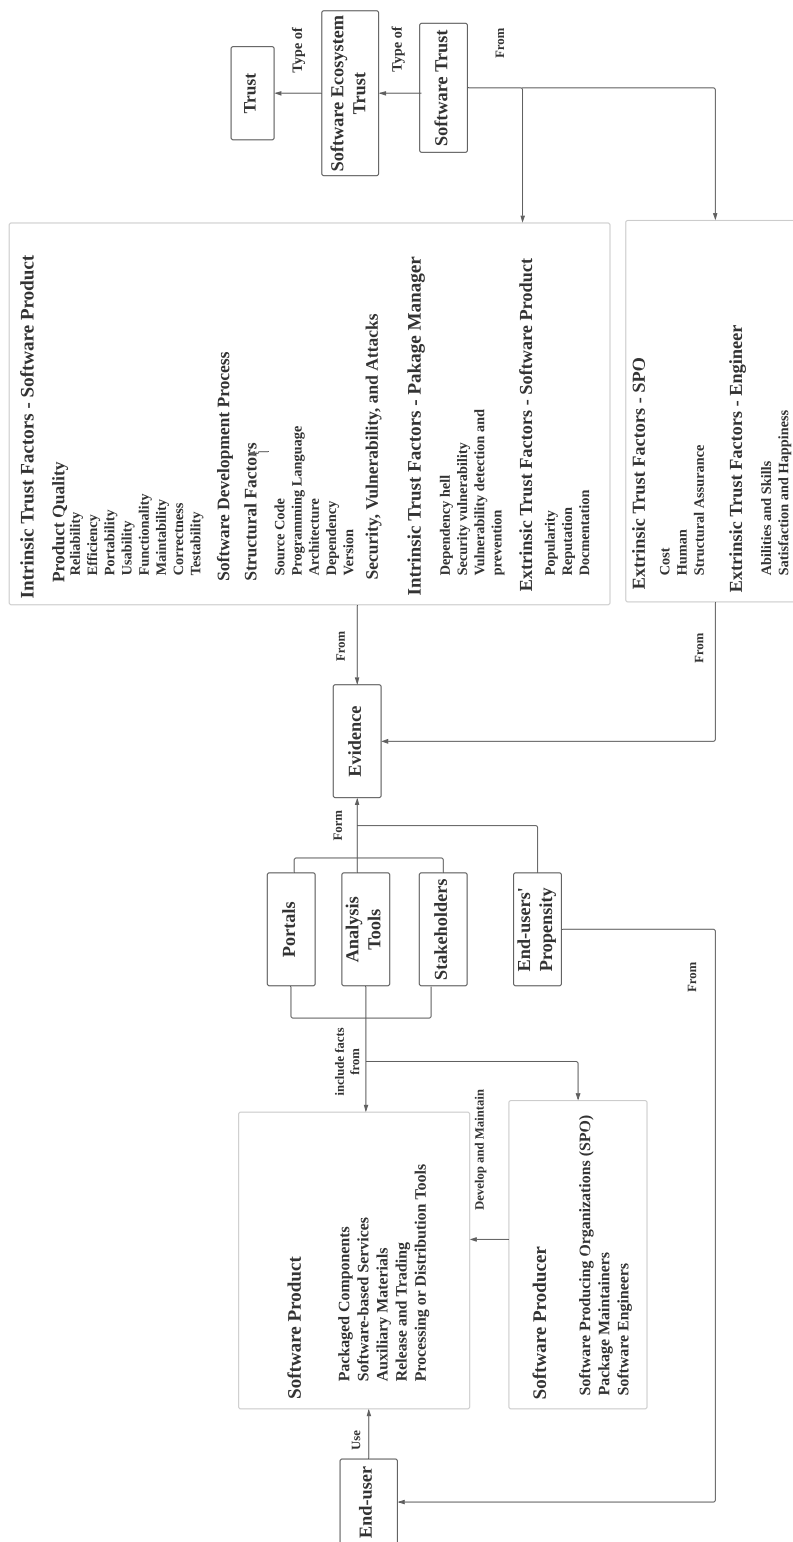 Trust
Type of
Software Ecosystem
Trust
Type of
Software Trust
From
Intrinsic Trust Factors - Software Product
Product Quality
Reliability
Efficiency
Portability
Usability
Functionality
Maintability
Correctness
Testability
Software Development Process
Structural Factors
Source Code
Programming Language
Architecture
Dependency
Version
Security, Vulnerability, and Attacks
Intrinsic Trust Factors - Pakage Manager
Dependency hell
Security vulnerability
Vulnerability detection and
prevention
Extrinsic Trust Factors - Software Product
Popularity
Reputation
Docmentation
Extrinsic Trust Factors - SPO
Cost
Human
Structural Assurance
Extrinsic Trust Factors - Engineer
Abilities and Skills
Satisfaction and Happiness
From
From
Evidence
Form
Portals
Analysis
Tools
Stakeholders
End-users'
Propensity
From
include facts
from
Software Product
Packaged Components
Software-based Services
Auxiliary Materials
Release and Trading
Processing or Distribution Tools
Develop and Maintain
Software Producer
Software Producing Organizations (SPO)
Package Maintainers
Software Engineers
Use
End-user